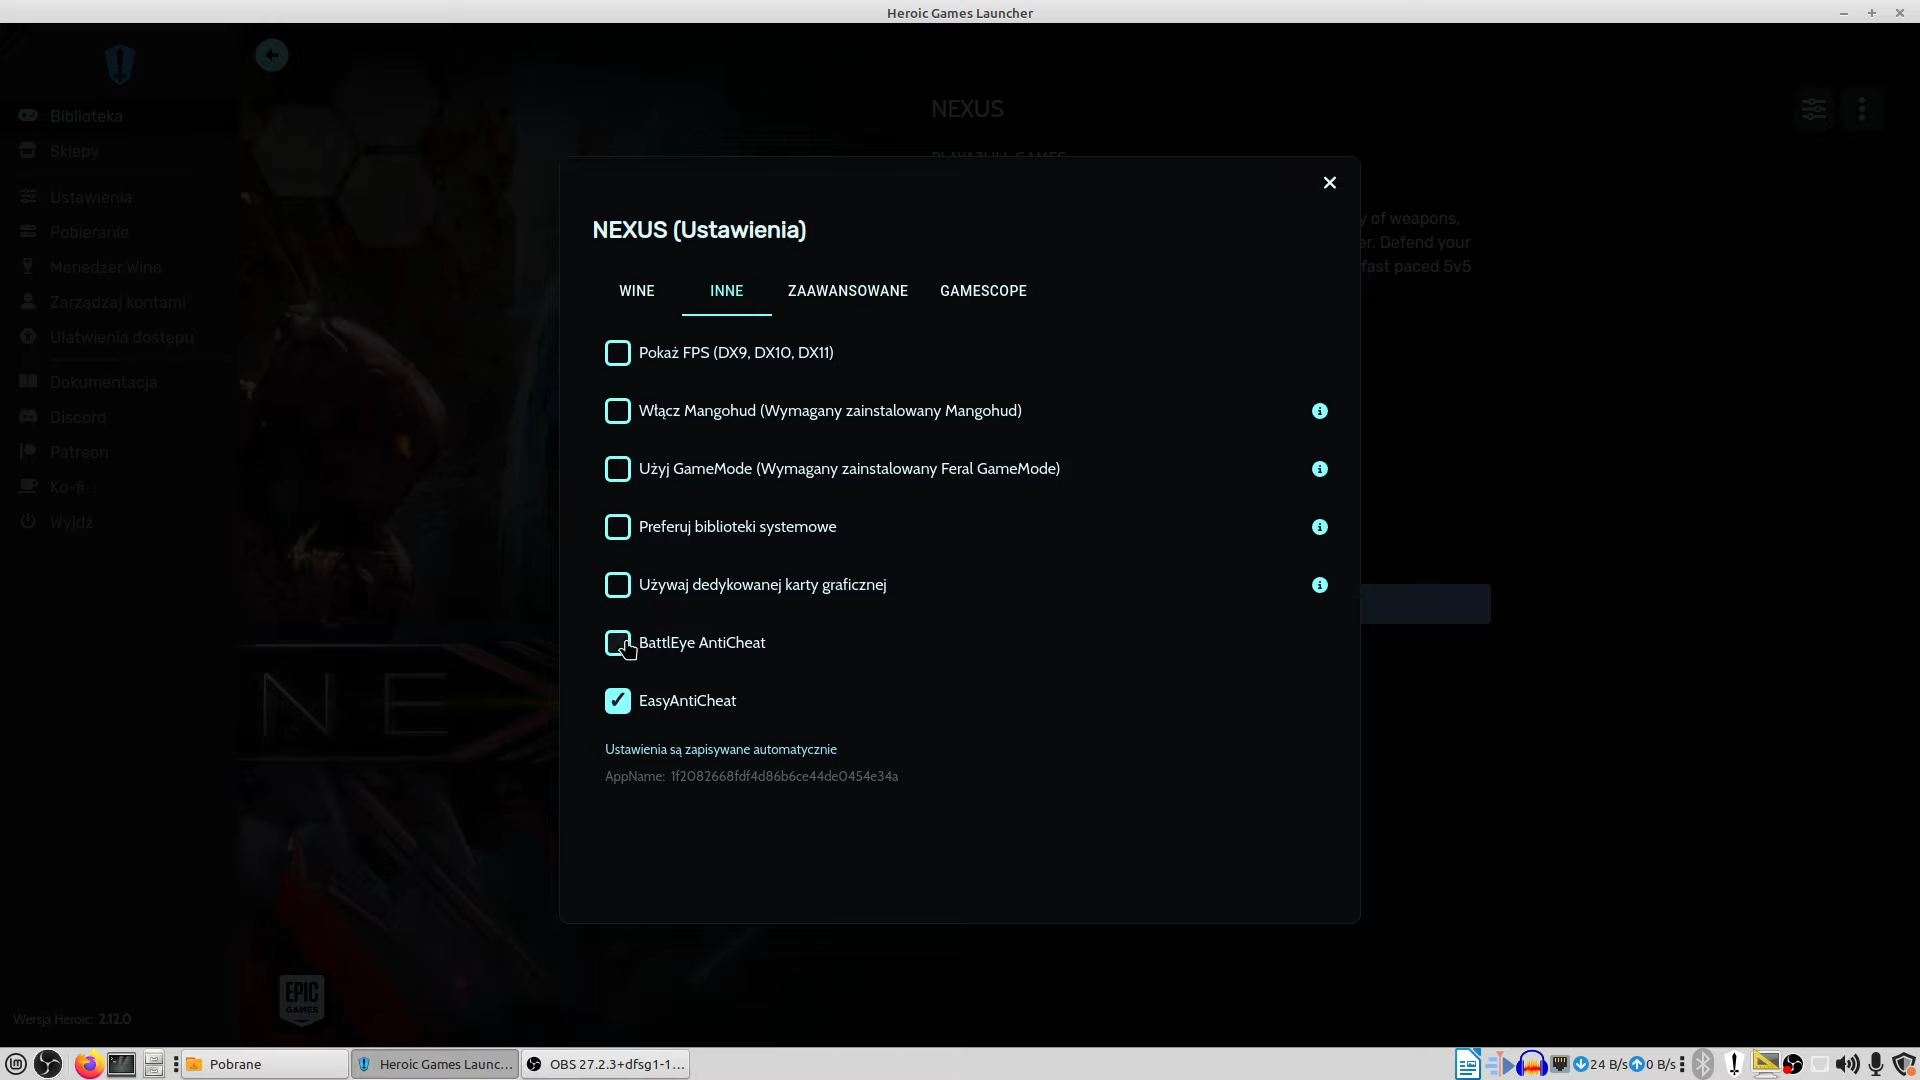 Heroic Games Launcher
Biblioteka
Sklepy
Ustawienia
Pobieranie
Menedżer Wine
Zarządzaj kontami
Ułatwienia dostępu
Dokumentacja
Discord
Patreon
Ko-fi
Wyjdź
Wersja Heroic: 2.12.0
NEXUS
PLAYA3ULL GAMES
y of weapons,
er. Defend your
fast paced 5v5
NEXUS (Ustawienia)
WINE
INNE
ZAAWANSOWANE
GAMESCOPE
Pokaż FPS (DX9, DX10, DX11)
Włącz Mangohud (Wymagany zainstalowany Mangohud)
Użyj GameMode (Wymagany zainstalowany Feral GameMode)
Preferuj biblioteki systemowe
Używaj dedykowanej karty graficznej
BattlEye AntiCheat
EasyAntiCheat
Ustawienia są zapisywane automatycznie
AppName: 1f2082668fdf4d86b6ce44de0454e34a
NE
EPIC
GAMES
Pobrane
Heroic Games Launc...
OBS 27.2.3+dfsg1-1...
24 B/s
0 B/s